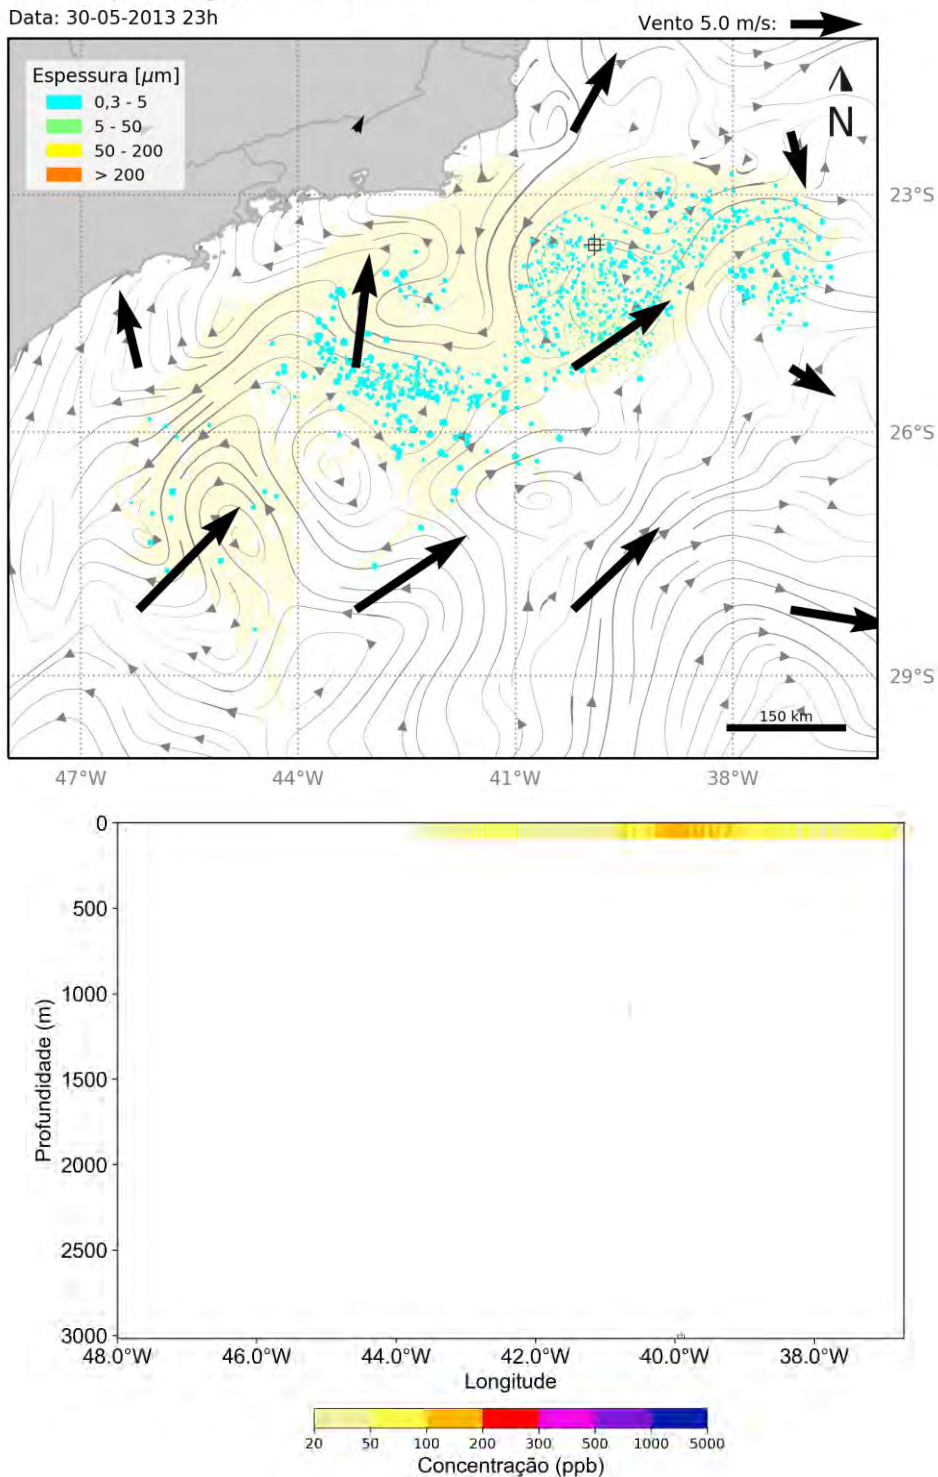 Data: 30-05-2013 23h
Vento 5.0 m/s:
Espessura [μm]
0,3 - 5
5 - 50
50 - 200
> 200
N
23°S
26°S
29°S
150 km
47°W
44°W
41°W
38°W
0
500
1000
1500
2000
2500
3000
Profundidade (m)
48.0°W
46.0°W
44.0°W
42.0°W
40.0°W
38.0°W
Longitude
20
50
100
200
300
500
1000
5000
Concentração (ppb)